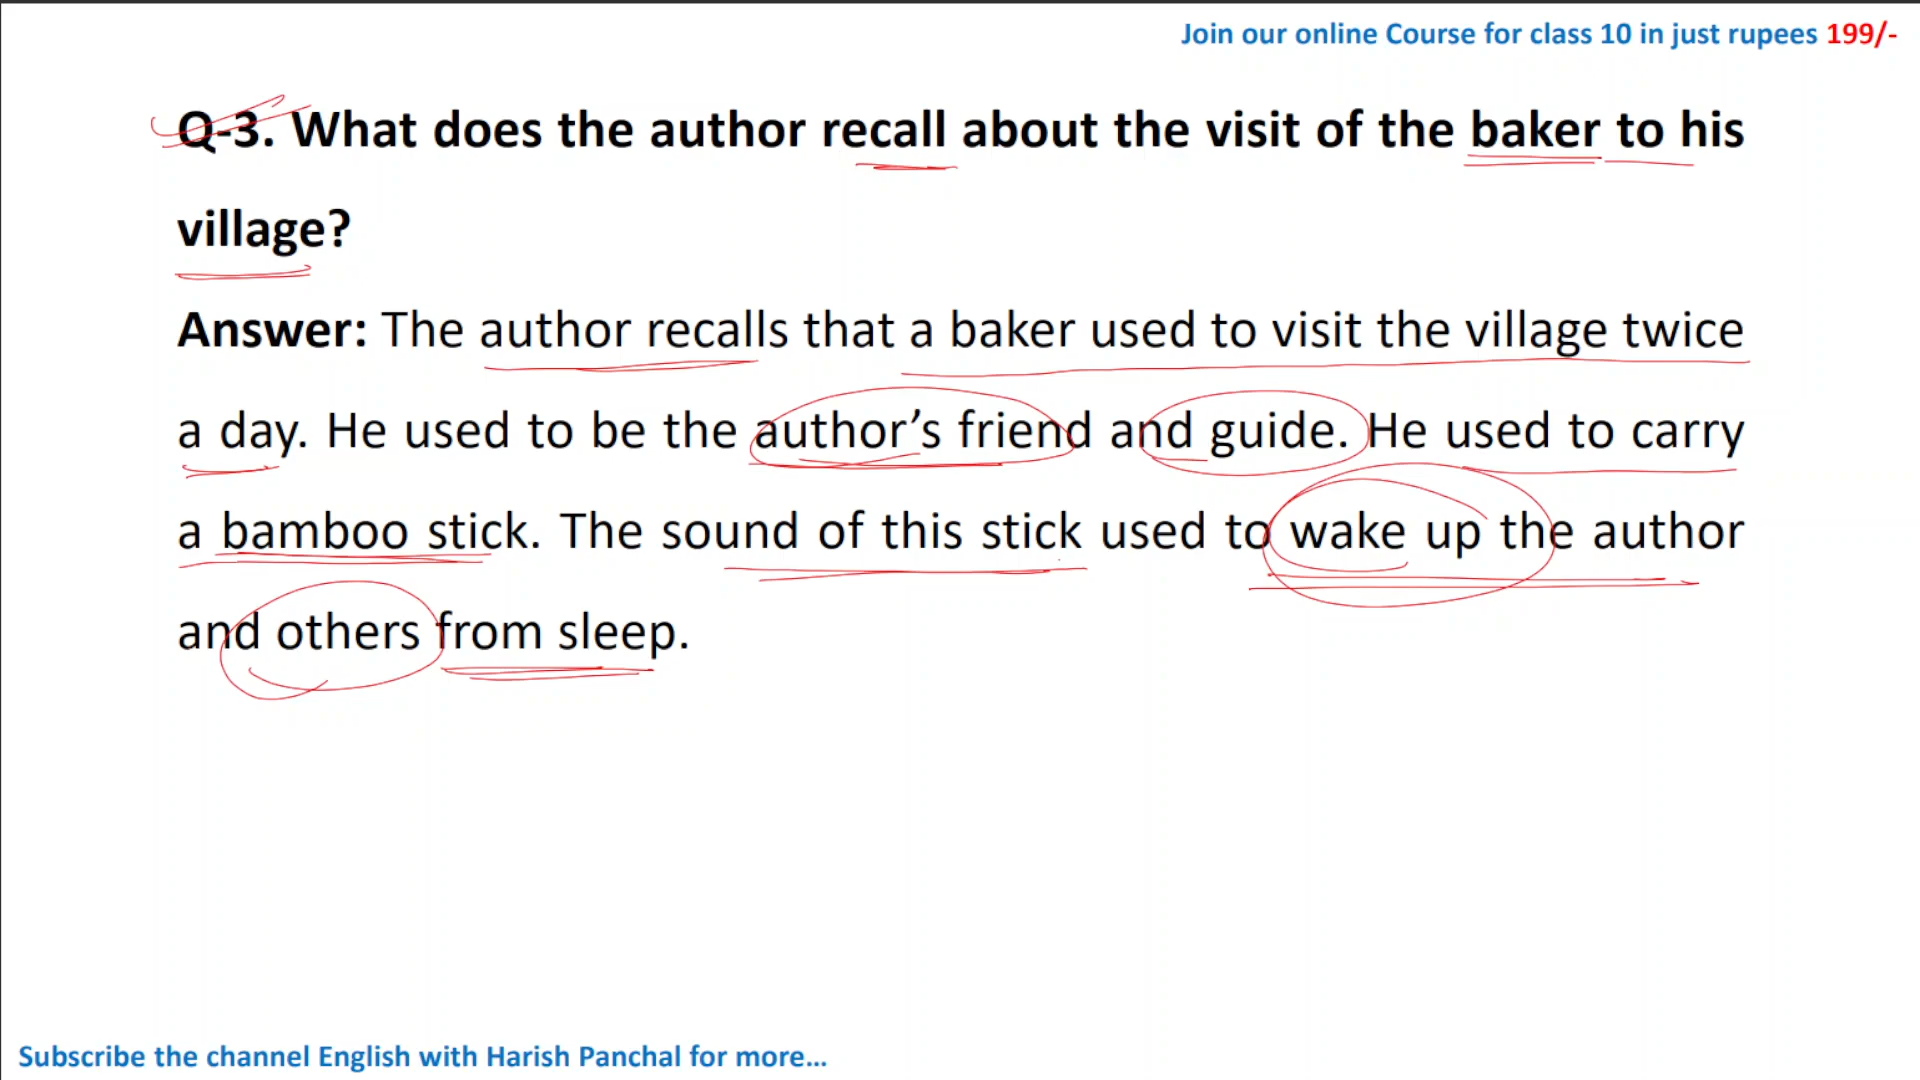 Join our online Course for class 10 in just rupees 199/-
Q-3. What does the author recall about the visit of the baker to his
village?
Answer: The author recalls that a baker used to visit the village twice
a day. He used to be the author’s friend and guide. He used to carry
a bamboo stick. The sound of this stick used to wake up the author
and others from sleep.
Subscribe the channel English with Harish Panchal for more...